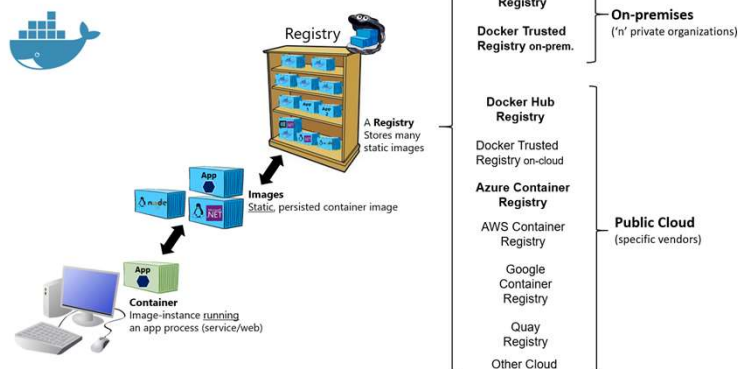 Registry
A Registry
Stores many
static images
App
node
.NET
Images
Static, persisted container image
App
Container
Image-instance running
an app process (service/web)
Registry
Docker Trusted
Registry on-prem.
On-premises
('n' private organizations)
Docker Hub
Registry
Docker Trusted
Registry on-cloud
Azure Container
Registry
AWS Container
Registry
Google
Container
Registry
Quay
Registry
Other Cloud
Public Cloud
(specific vendors)